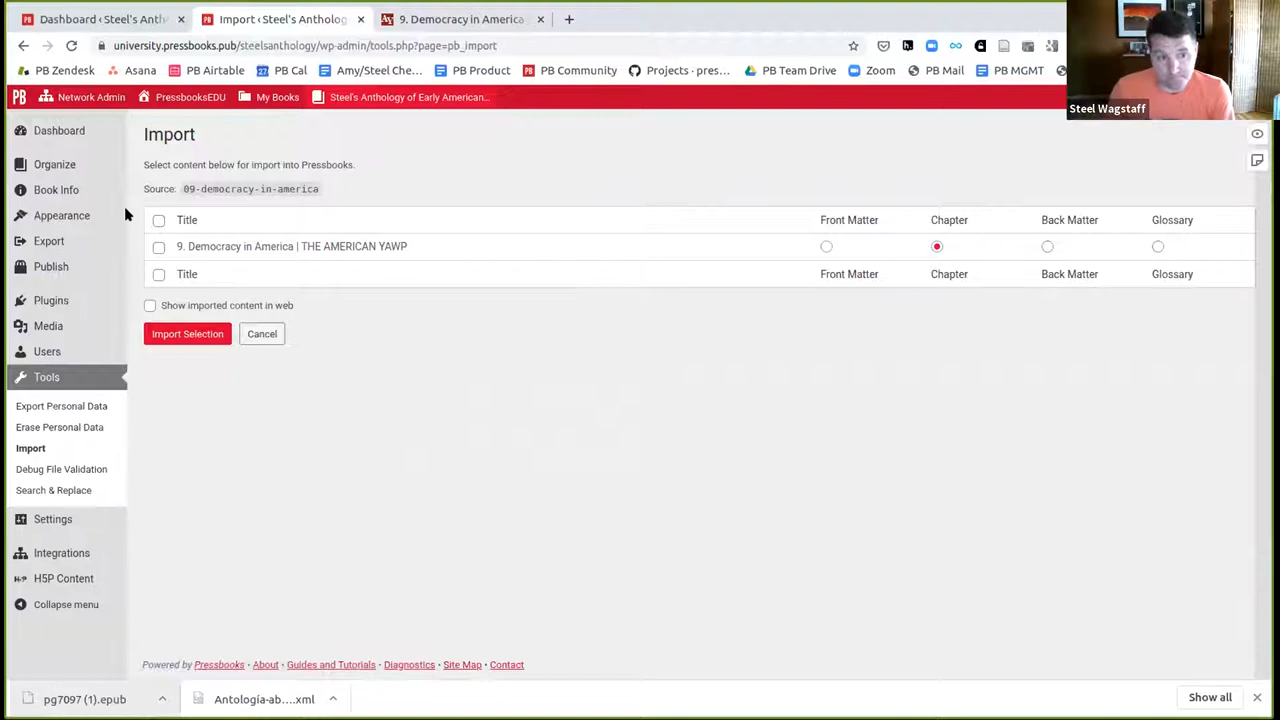 Dashboard ‹ Steel's Anth
Import ‹ Steel's Antholog
9. Democracy in America
university.pressbooks.pub/steelsanthology/wp-admin/tools.php?page=pb_import
PB Zendesk
Asana
PB Airtable
PB Cal
Amy/Steel Che...
PB Product
PB Community
Projects · pres...
PB Team Drive
Zoom
PB Mail
PB MGMT
Network Admin
PressbooksEDU
My Books
Steel's Anthology of Early American...
Steel Wagstaff
Dashboard
Organize
Book Info
Appearance
Export
Publish
Plugins
Media
Users
Tools
Export Personal Data
Erase Personal Data
Import
Debug File Validation
Search & Replace
Settings
Integrations
H5P Content
Collapse menu
Import
Select content below for import into Pressbooks.
Source: 09-democracy-in-america
Title Front Matter Chapter Back Matter Glossary
9. Democracy in America | THE AMERICAN YAWP
Title Front Matter Chapter Back Matter Glossary
Show imported content in web
Import Selection Cancel
Powered by Pressbooks • About • Guides and Tutorials • Diagnostics • Site Map • Contact
pg7097 (1).epub
Antología-ab....xml
Show all